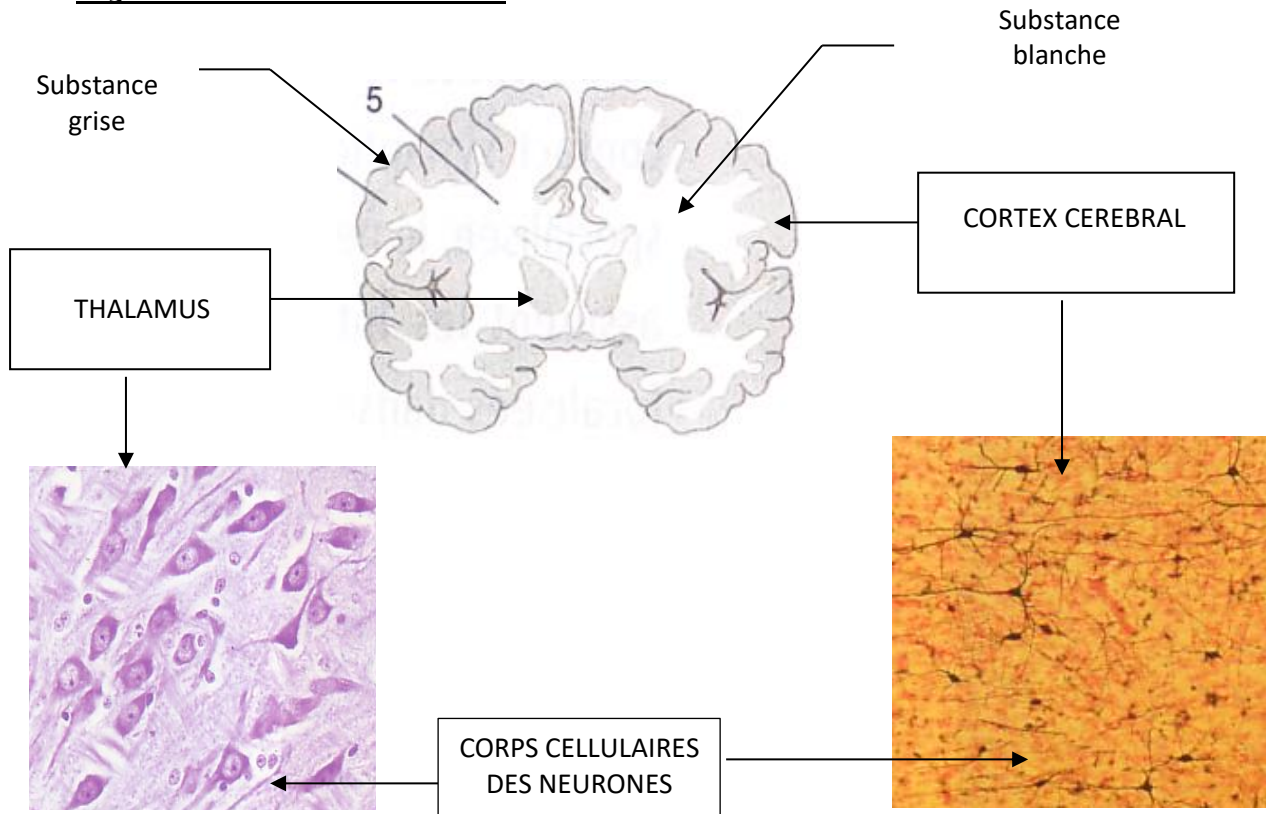 Substance
blanche
Substance
grise
5
CORTEX CEREBRAL
THALAMUS
CORPS CELLULAIRES
DES NEURONES